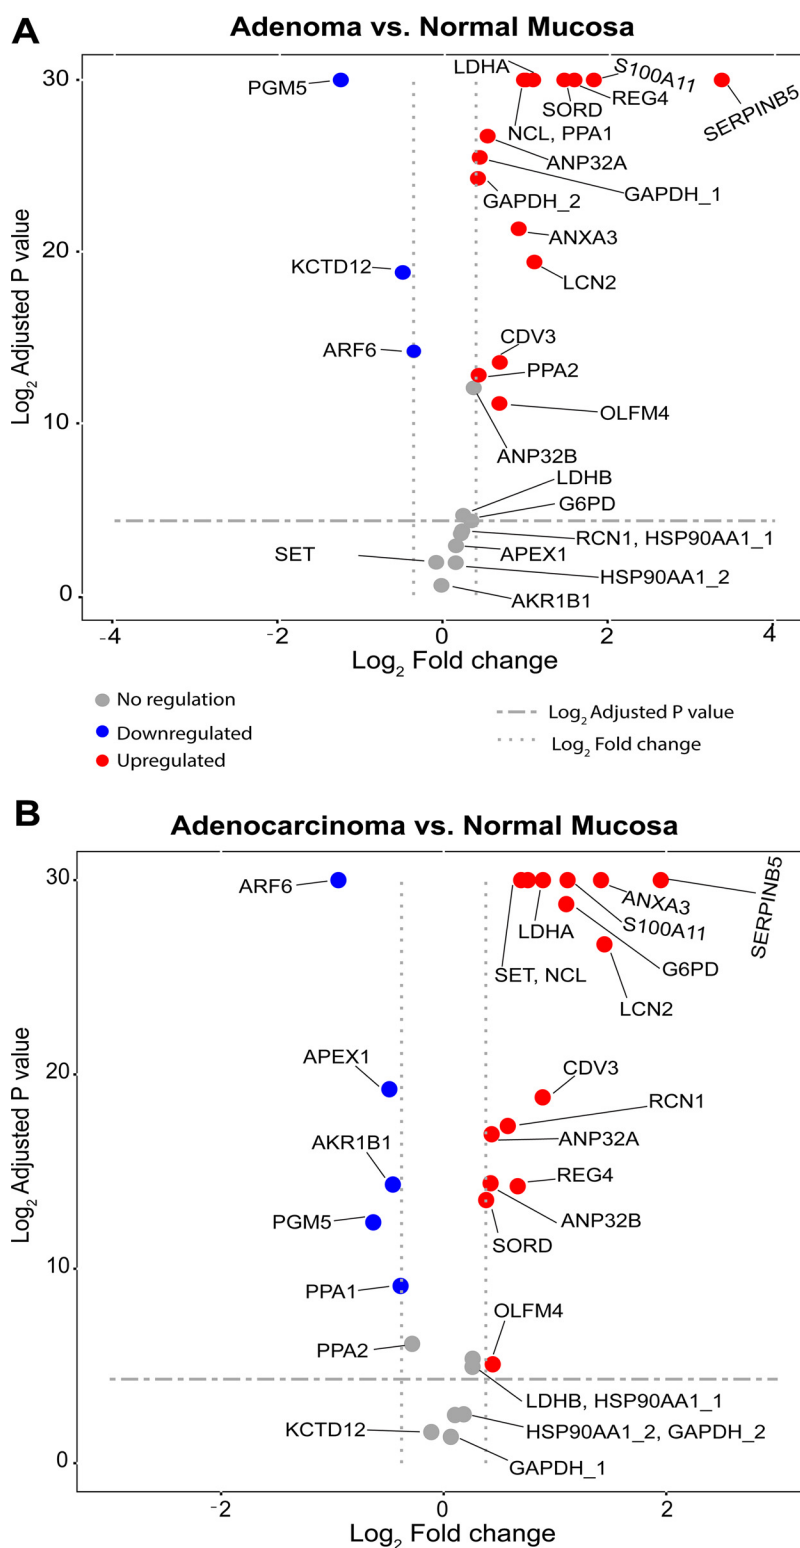 A
Adenoma vs. Normal Mucosa
Log2 Adjusted P value
30
20
10
0
PGM5
LDHA
S100A11
REG4
SORD
SERPINB5
NCL, PPA1
ANP32A
GAPDH_1
GAPDH_2
ANXA3
KCTD12
LCN2
CDV3
ARF6
PPA2
OLFM4
ANP32B
LDHB
G6PD
RCN1, HSP90AA1_1
SET
APEX1
HSP90AA1_2
AKR1B1
-4
-2
0
2
4
Log2 Fold change
No regulation
Downregulated
Upregulated
Log2 Adjusted P value
Log2 Fold change
B
Adenocarcinoma vs. Normal Mucosa
Log2 Adjusted P value
30
20
10
0
ARF6
SERPINB5
ANXA3
S100A11
LDHA
G6PD
SET, NCL
LCN2
APEX1
CDV3
RCN1
AKR1B1
ANP32A
REG4
PGM5
ANP32B
SORD
PPA1
OLFM4
PPA2
LDHB, HSP90AA1_1
KCTD12
HSP90AA1_2, GAPDH_2
GAPDH_1
-2
0
2
Log2 Fold change